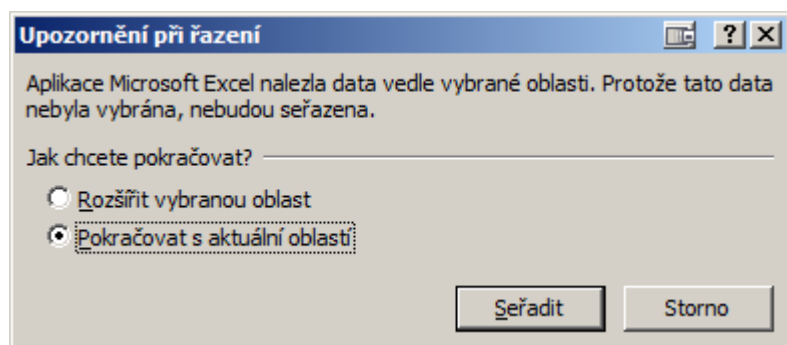 Upozornění při řazení
Aplikace Microsoft Excel nalezla data vedle vybrané oblasti. Protože tato data
nebyla vybrána, nebudou seřazena.
Jak chcete pokračovat?
Rozšířit vybranou oblast
Pokračovat s aktuální oblastí
Seřadit Storno